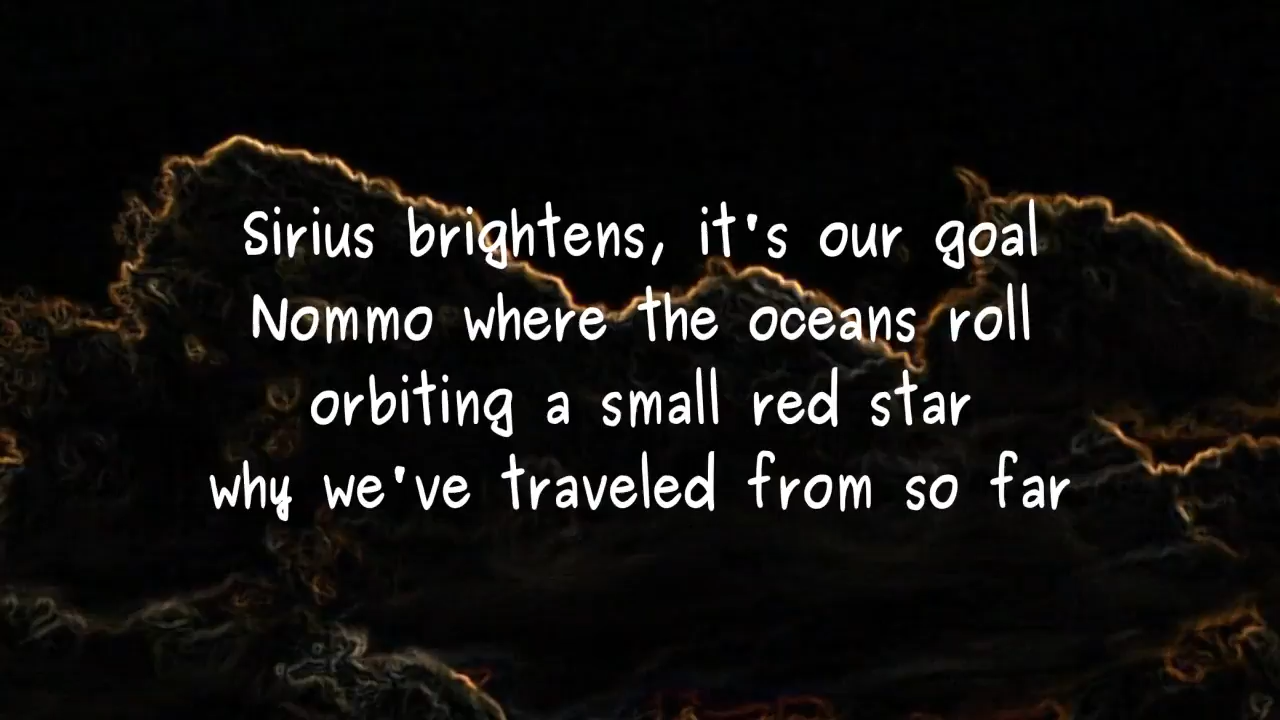 Sirius brightens, it's our goal
Nommo where the oceans roll
orbiting a small red star
why we've traveled from so far